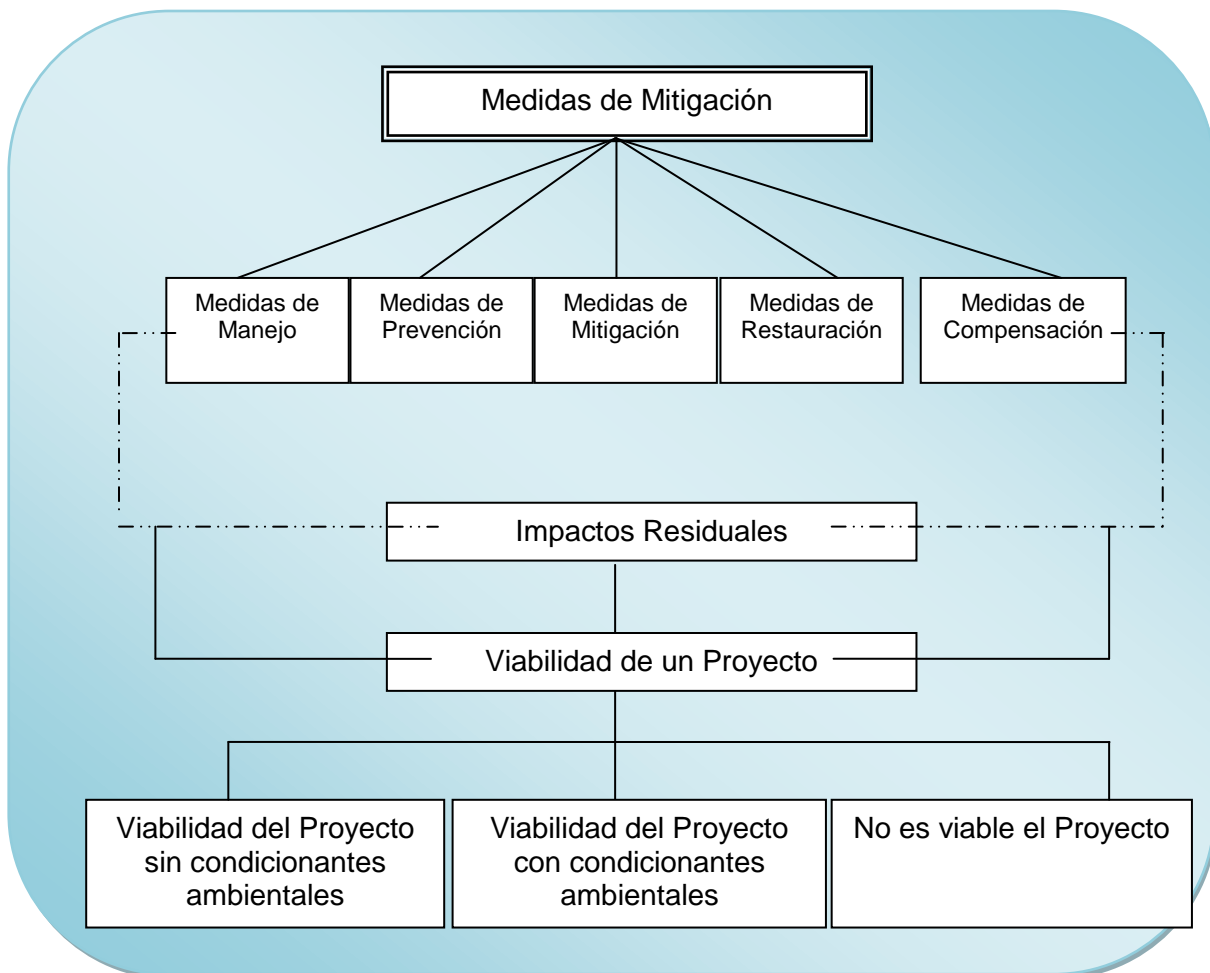 Medidas de Mitigación
Medidas de
Manejo
Medidas de
Prevención
Medidas de
Mitigación
Medidas de
Restauración
Medidas de
Compensación
Impactos Residuales
Viabilidad de un Proyecto
Viabilidad del Proyecto
sin condicionantes
ambientales
Viabilidad del Proyecto
con condicionantes
ambientales
No es viable el Proyecto